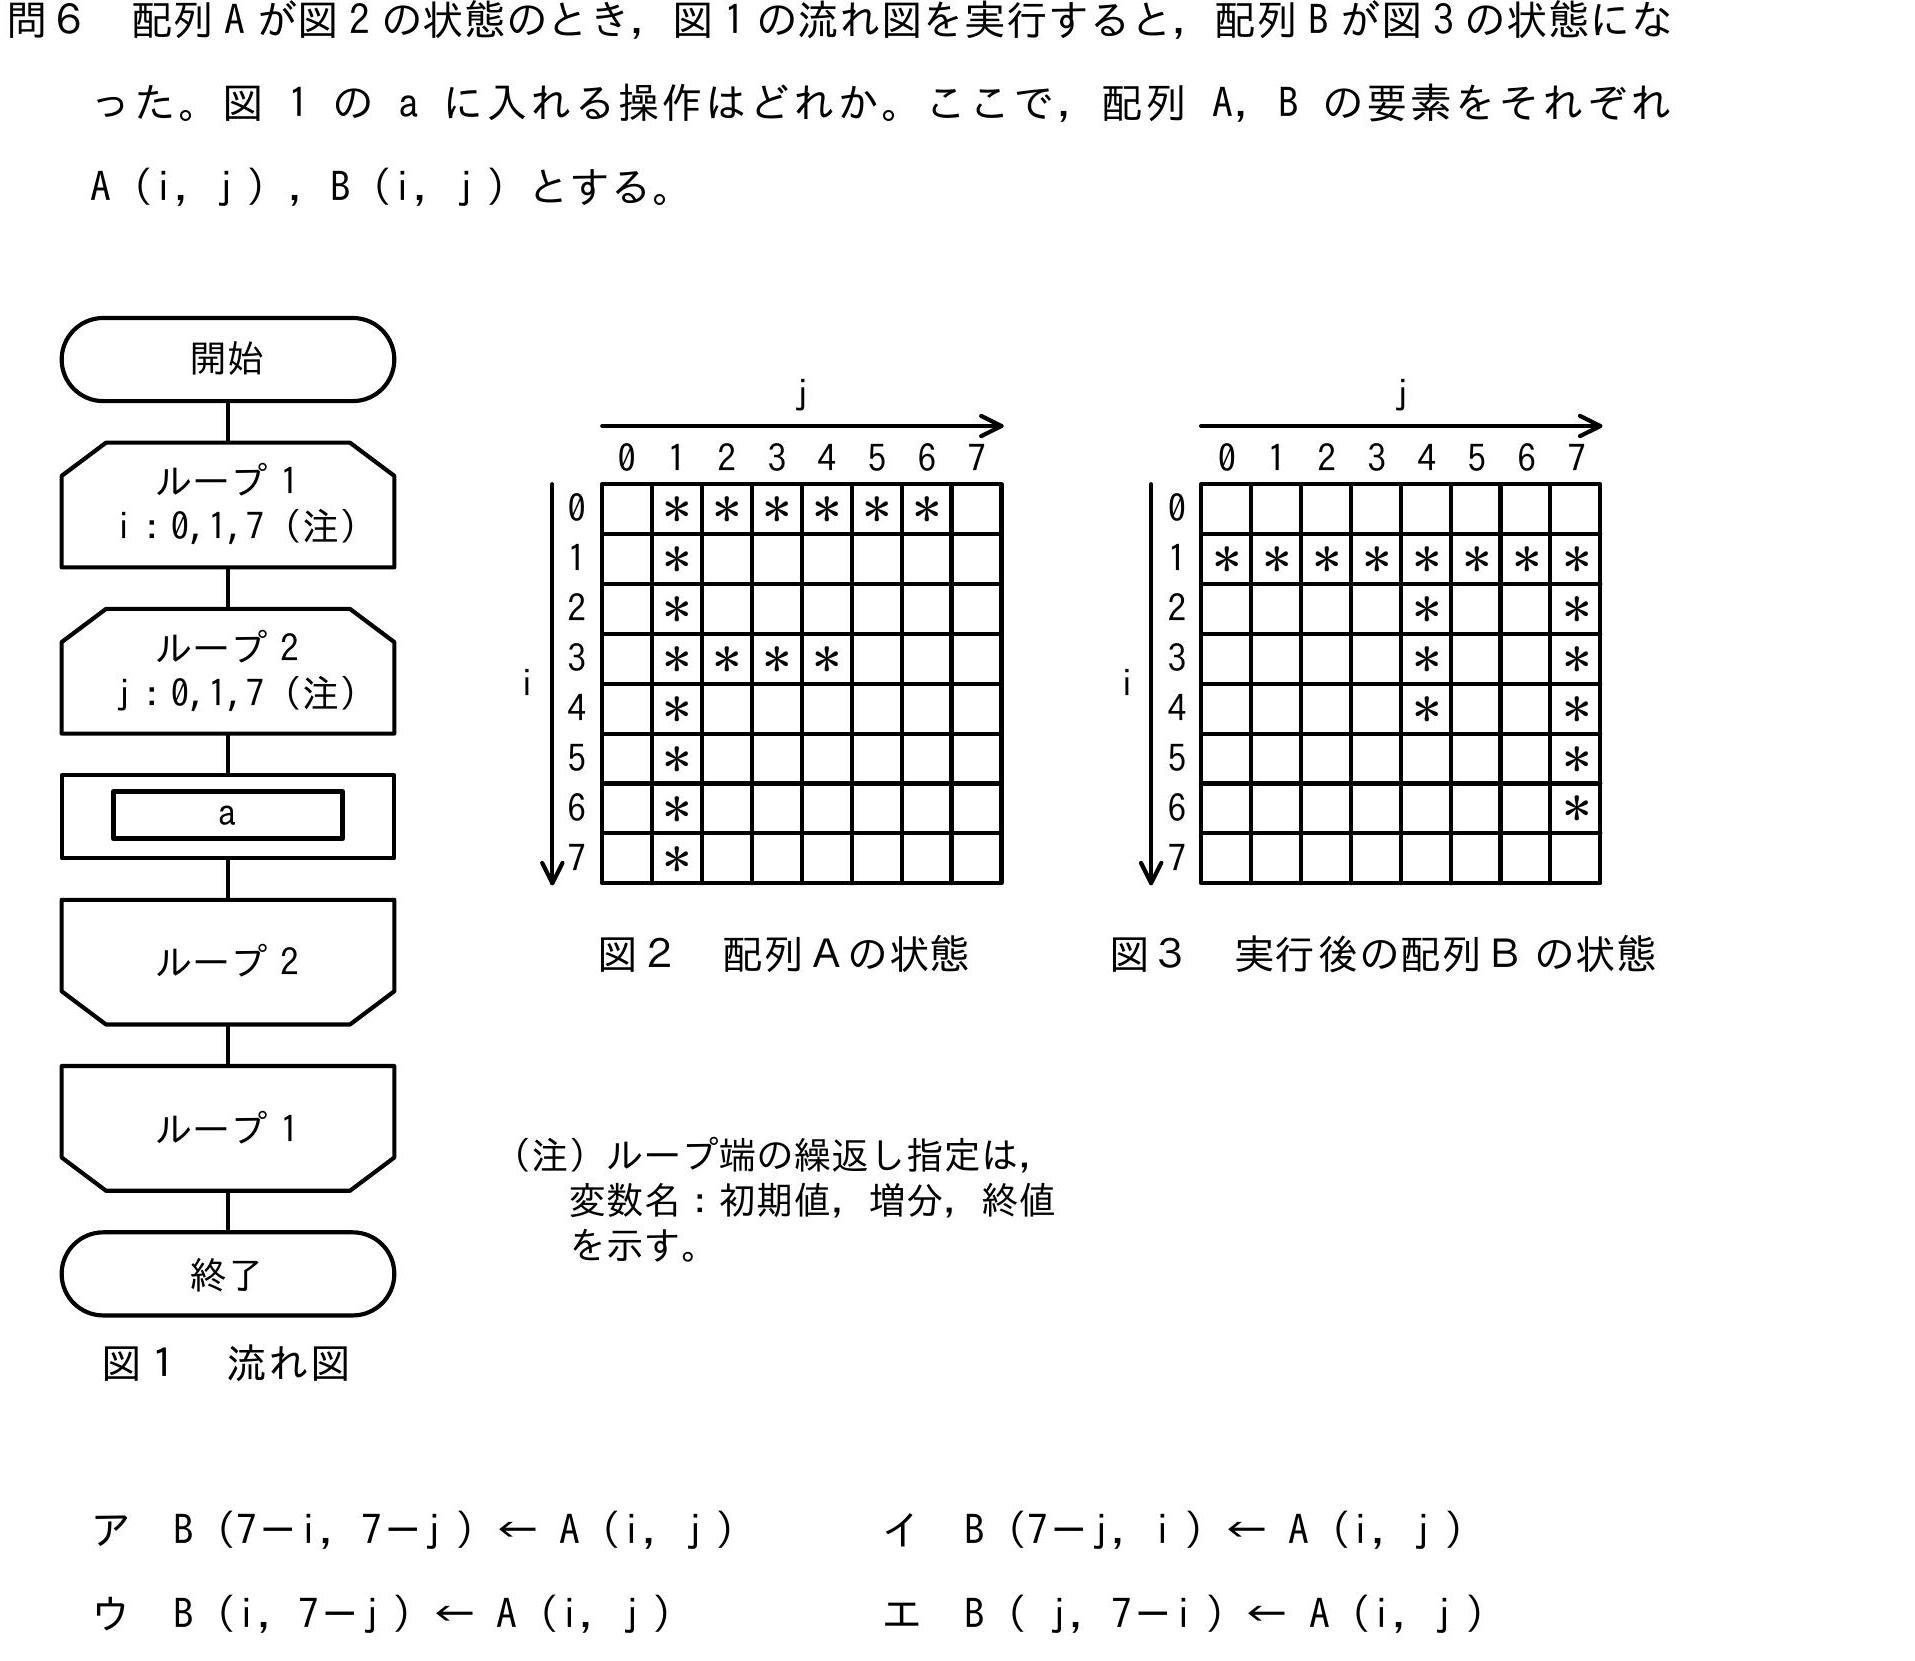 問６　配列 A が図 2 の状態のとき，図 1 の流れ図を実行すると，配列 B が図 3 の状態にな
った。図 1 の a に入れる操作はどれか。ここで，配列 A，B の要素をそれぞれ
A（i，j），B（i，j）とする。
開始
ループ 1
i：0,1,7（注）
ループ 2
j：0,1,7（注）
a
ループ 2
ループ 1
終了
図１　流れ図
j
0 1 2 3 4 5 6 7
i
0 * * * * * *
1 *
2 *
3 * * * *
4 *
5 *
6 *
7 *
図２　配列Ａの状態
j
0 1 2 3 4 5 6 7
i
0
1 * * * * * * * *
2 * *
3 * *
4 * *
5 *
6 *
7
図３　実行後の配列Ｂ の状態
（注）ループ端の繰返し指定は，
変数名：初期値，増分，終値
を示す。
ア　B（7－i，7－j）← A（i，j）　イ　B（7－j，i）← A（i，j）
ウ　B（i，7－j）← A（i，j）　エ　B（j，7－i）← A（i，j）